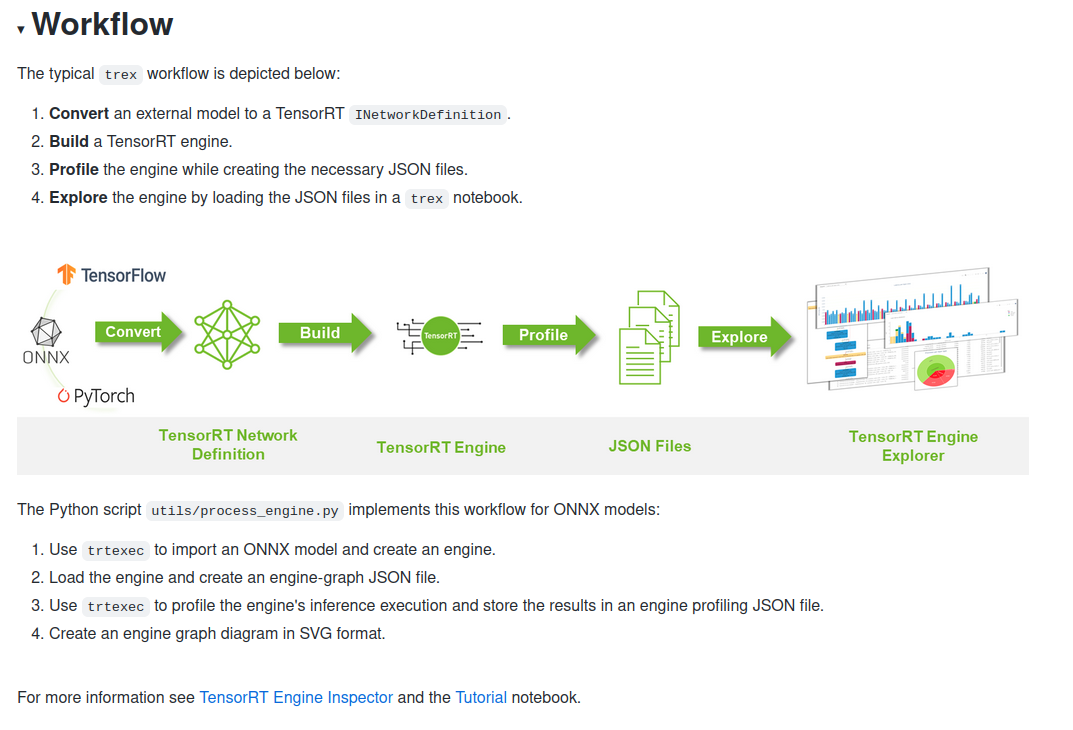 Workflow
The typical trex workflow is depicted below:
1. Convert an external model to a TensorRT INetworkDefinition.
2. Build a TensorRT engine.
3. Profile the engine while creating the necessary JSON files.
4. Explore the engine by loading the JSON files in a trex notebook.
TensorFlow
ONNX
PyTorch
Convert
Build
TensorRT
Profile
Explore
TensorRT Network
Definition
TensorRT Engine
JSON Files
TensorRT Engine
Explorer
The Python script utils/process_engine.py implements this workflow for ONNX models:
1. Use trtexec to import an ONNX model and create an engine.
2. Load the engine and create an engine-graph JSON file.
3. Use trtexec to profile the engine's inference execution and store the results in an engine profiling JSON file.
4. Create an engine graph diagram in SVG format.
For more information see TensorRT Engine Inspector and the Tutorial notebook.